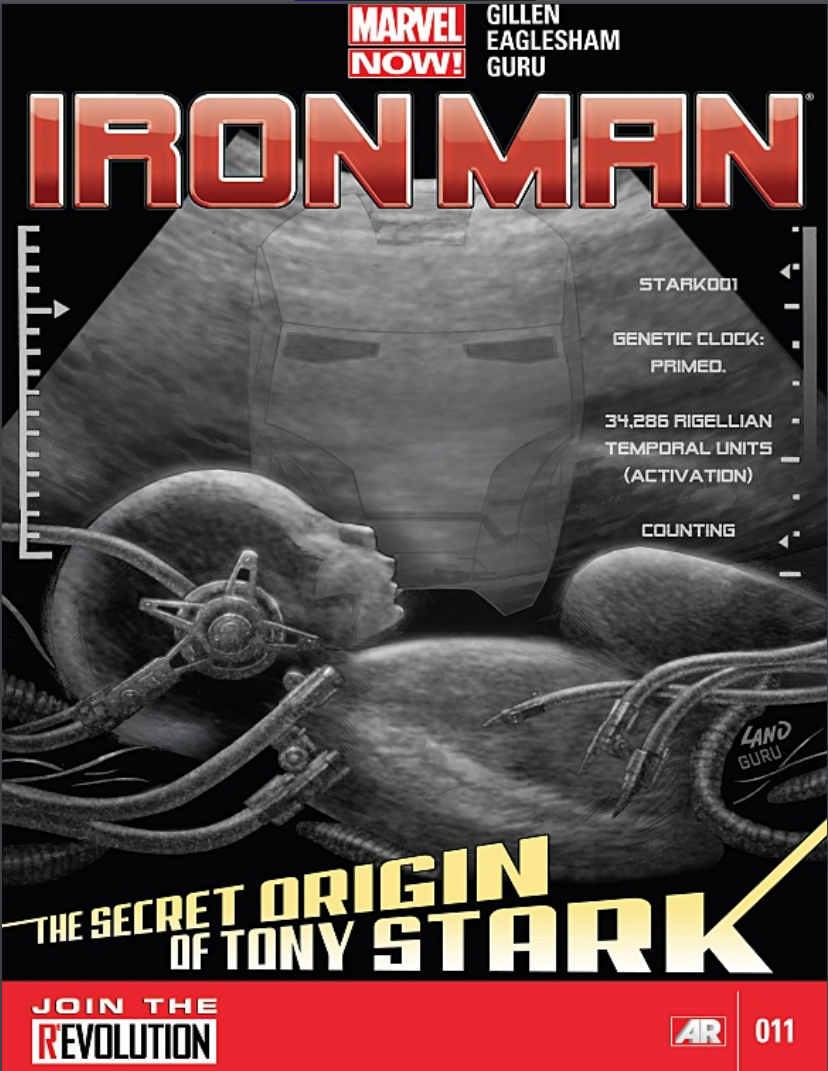 MARVEL
NOW!
GILLEN
EAGLESHAM
GURU
IRON MAN®
STARK001
GENETIC CLOCK:
PRIMED.
34,286 RIGELLIAN
TEMPORAL UNITS
(ACTIVATION)
COUNTING
LAND
GURU
THE SECRET ORIGIN
OF TONY STARK
JOIN THE
REVOLUTION
AR
011